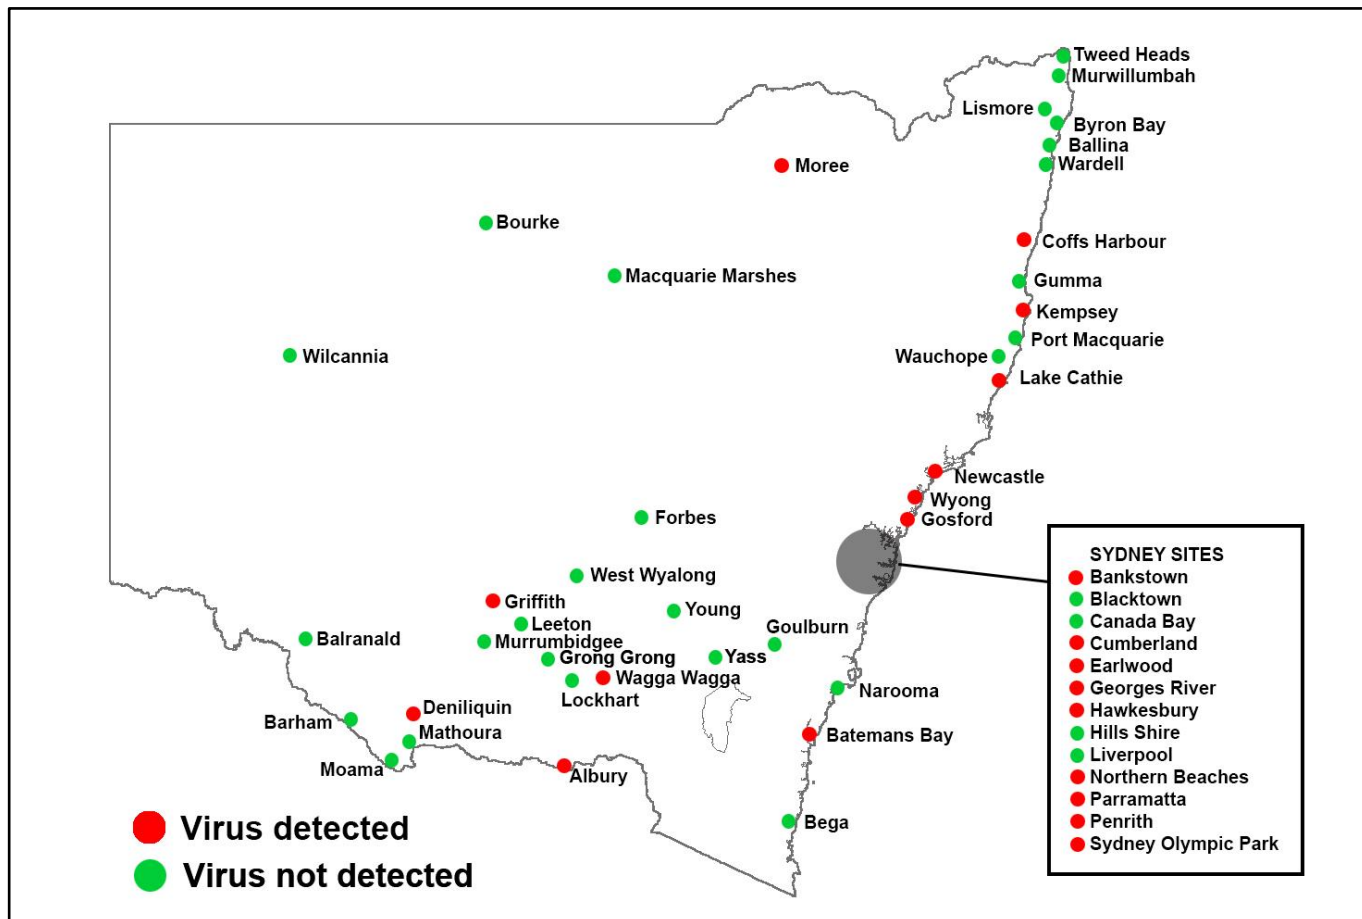 Tweed Heads
Murwillumbah
Lismore
Byron Bay
Ballina
Wardell
Moree
Bourke
Coffs Harbour
Macquarie Marshes
Gumma
Kempsey
Port Macquarie
Wauchope
Wilcannia
Lake Cathie
Newcastle
Wyong
Forbes
Gosford
West Wyalong
Griffith
Young
Leeton
Goulburn
Balranald
Murrumbidgee
Grong Grong
Yass
Wagga Wagga
Lockhart
Narooma
Deniliquin
Barham
Mathoura
Batemans Bay
Moama
Albury
Bega
SYDNEY SITES
Bankstown
Blacktown
Canada Bay
Cumberland
Earlwood
Georges River
Hawkesbury
Hills Shire
Liverpool
Northern Beaches
Parramatta
Penrith
Sydney Olympic Park
Virus detected
Virus not detected